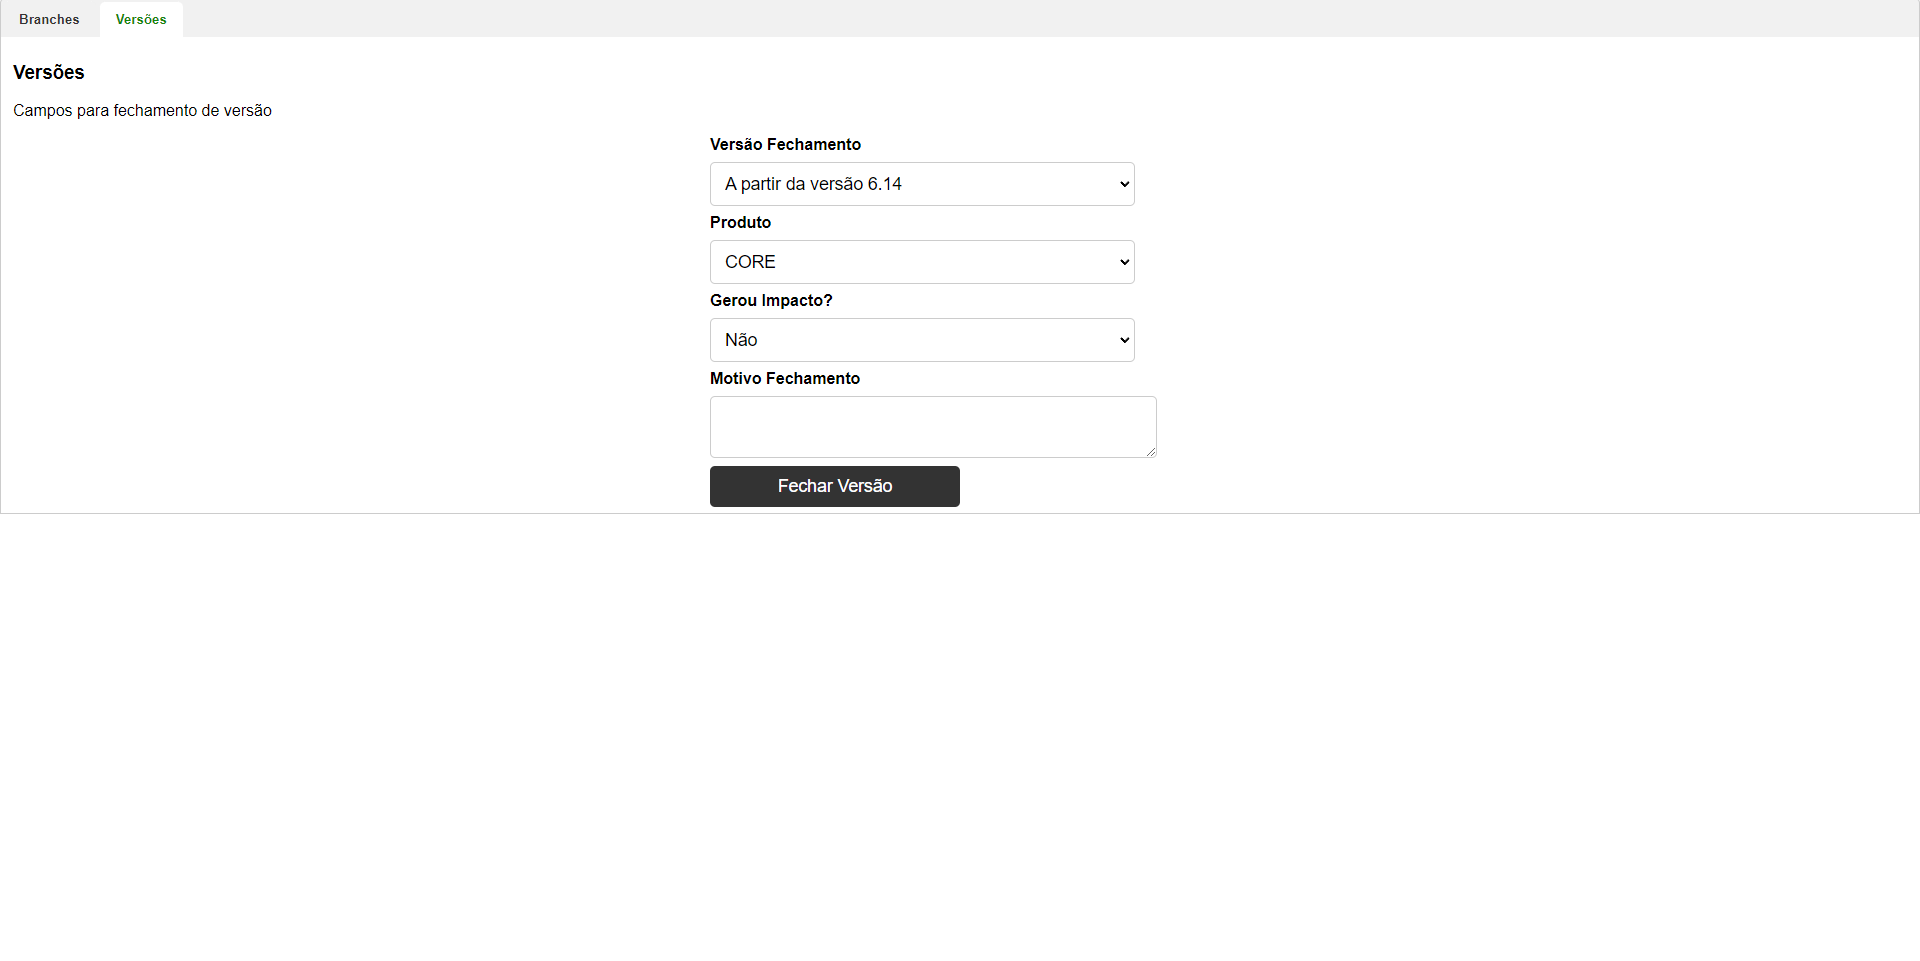 Branches
Versões
Versões
Campos para fechamento de versão
Versão Fechamento
A partir da versão 6.14
Produto
CORE
Gerou Impacto?
Não
Motivo Fechamento
Fechar Versão